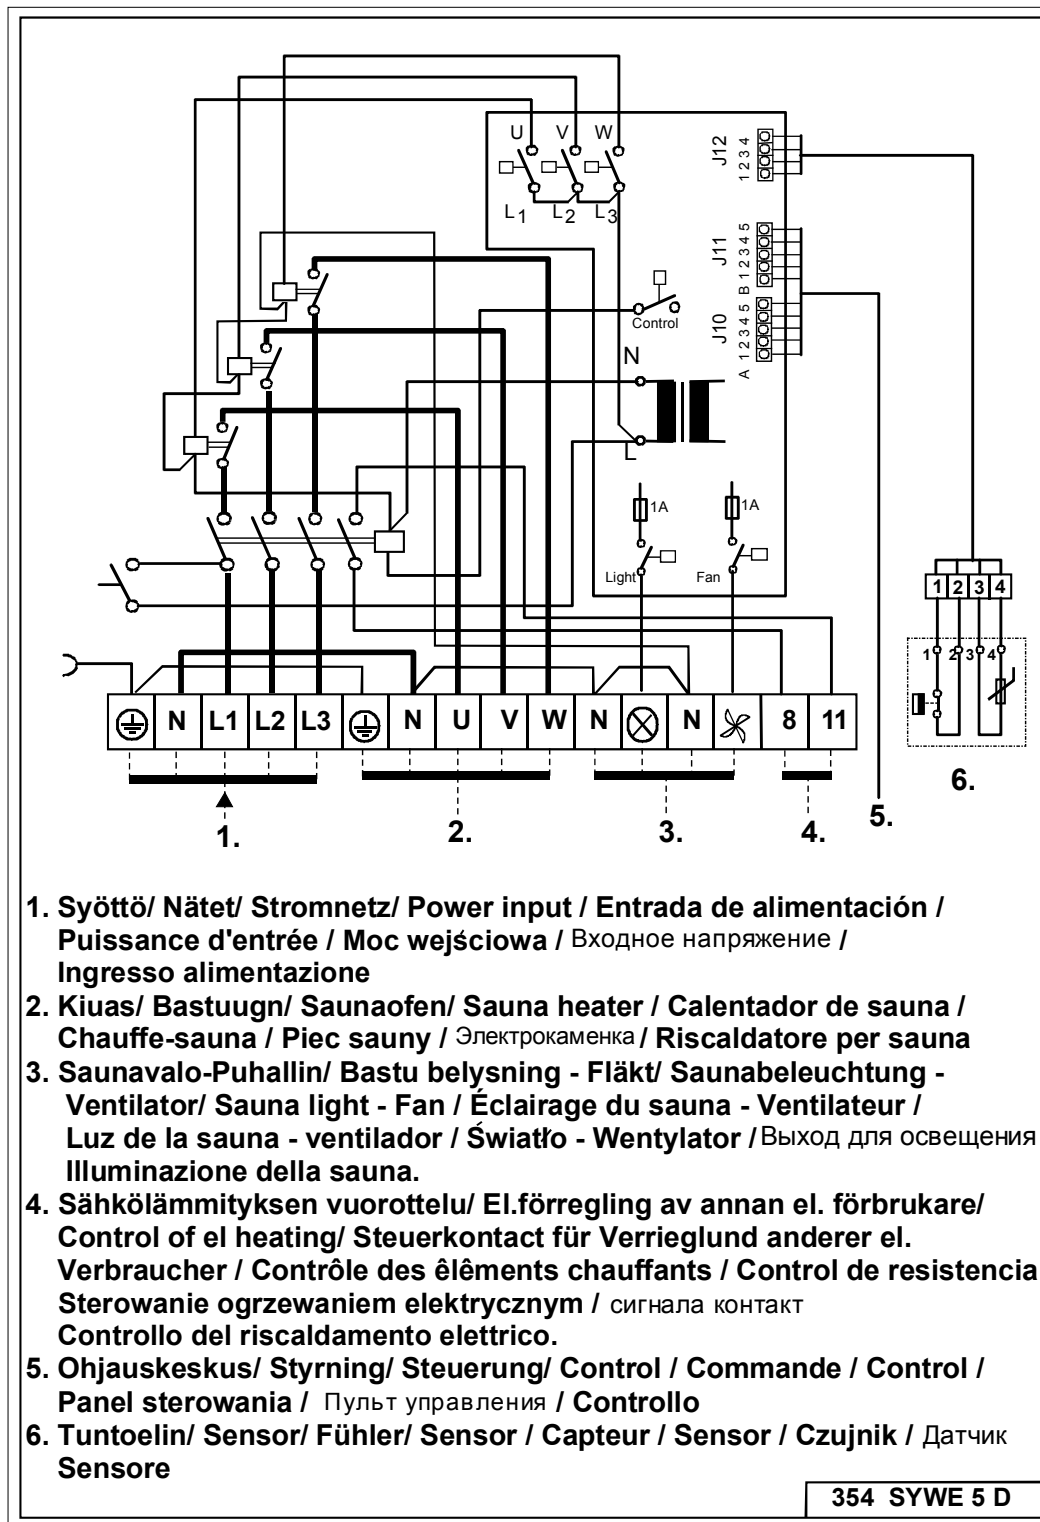 U V W
L1 L2 L3
J12
1 2 3 4
J11
B 1 2 3 4 5
J10
A 1 2 3 4 5
Control
N
L
1A
1A
Light
Fan
1 2 3 4
1 2 3 4
N L1 L2 L3 N U V W N N 8 11
1. 2. 3. 4. 5. 6.
1. Syöttö/ Nätet/ Stromnetz/ Power input / Entrada de alimentación /
Puissance d'entrée / Moc wejściowa / Входное напряжение /
Ingresso alimentazione
2. Kiuas/ Bastuugn/ Saunaofen/ Sauna heater / Calentador de sauna /
Chauffe-sauna / Piec sauny / Электрокаменка / Riscaldatore per sauna
3. Saunavalo-Puhallin/ Bastu belysning - Fläkt/ Saunabeleuchtung -
Ventilator/ Sauna light - Fan / Éclairage du sauna - Ventilateur /
Luz de la sauna - ventilador / Światło - Wentylator / Выход для освещения
Illuminazione della sauna.
4. Sähkölämmityksen vuorottelu/ El.förregling av annan el. förbrukare/
Control of el heating/ Steuerkontact für Verrieglund anderer el.
Verbraucher / Contrôle des êlêments chauffants / Control de resistencia
Sterowanie ogrzewaniem elektrycznym / сигнала контакт
Controllo del riscaldamento elettrico.
5. Ohjauskeskus/ Styrning/ Steuerung/ Control / Commande / Control /
Panel sterowania / Пульт управления / Controllo
6. Tuntoelin/ Sensor/ Fühler/ Sensor / Capteur / Sensor / Czujnik / Датчик
Sensore
354 SYWE 5 D